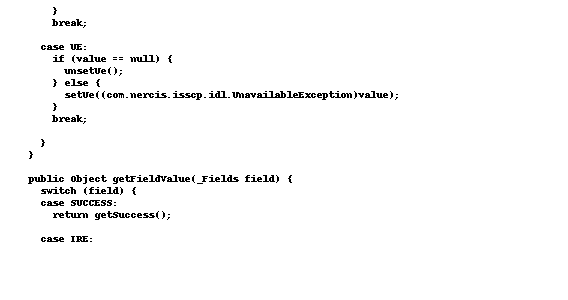 }
break;
case UE:
if (value == null) {
unsetUe();
} else {
setUe((com.nercis.isscp.idl.UnavailableException)value);
}
break;
}
}
public Object getFieldValue(_Fields field) {
switch (field) {
case SUCCESS:
return getSuccess();
case IRE: